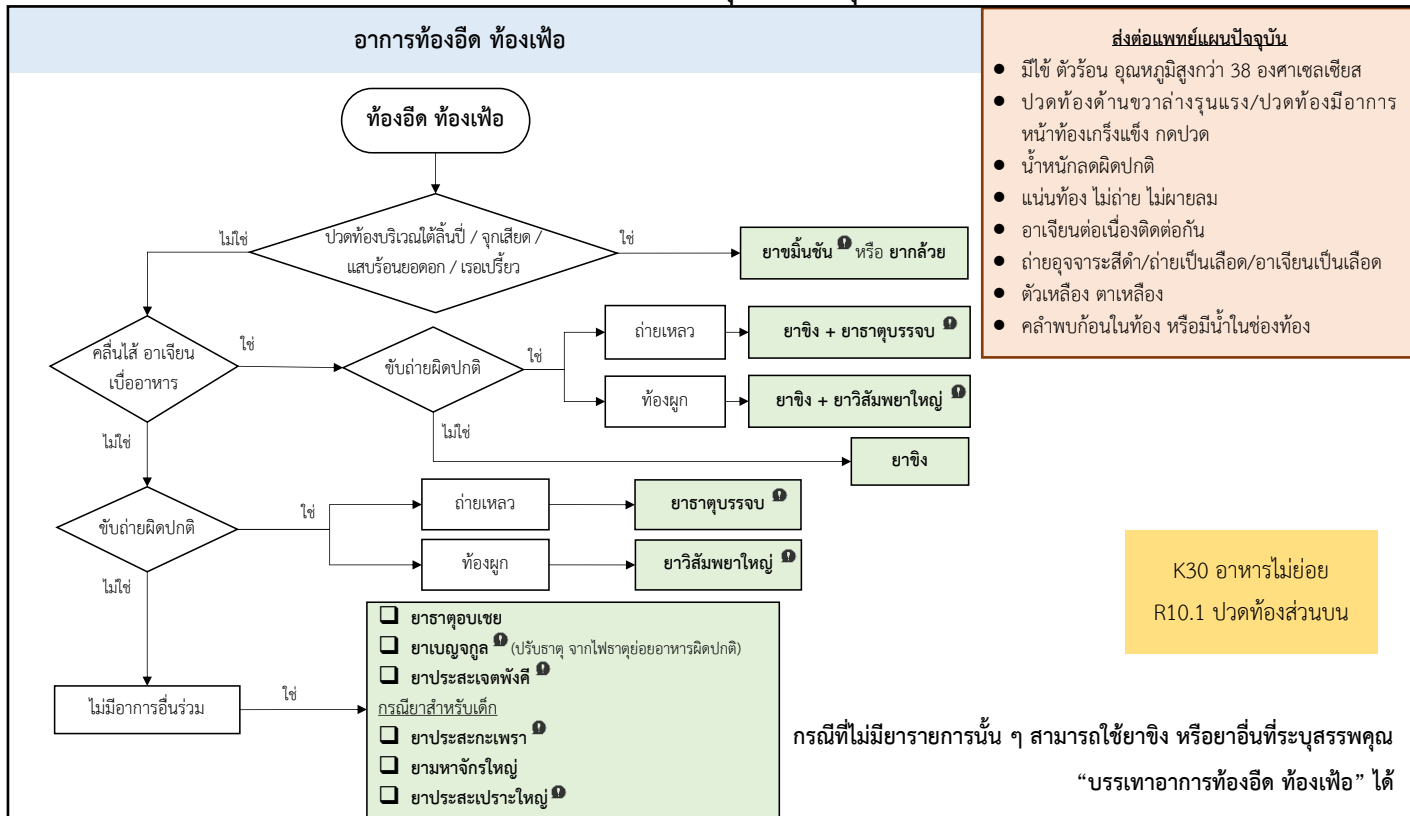 อาการท้องอืด ท้องเฟ้อ
ท้องอืด ท้องเฟ้อ
ปวดท้องบริเวณใต้ลิ้นปี่ / จุกเสียด /
แสบร้อนยอดอก / เรอเปรี้ยว
ไม่ใช่
ใช่
ยาขมิ้นชัน หรือ ยากล้วย
คลื่นไส้ อาเจียน
เบื่ออาหาร
ใช่
ขับถ่ายผิดปกติ
ใช่
ถ่ายเหลว
ยาขิง + ยาธาตุบรรจบ
ท้องผูก
ยาขิง + ยาวิสัมพยาใหญ่
ไม่ใช่
ยาขิง
ไม่ใช่
ขับถ่ายผิดปกติ
ใช่
ถ่ายเหลว
ยาธาตุบรรจบ
ท้องผูก
ยาวิสัมพยาใหญ่
ไม่ใช่
ไม่มีอาการอื่นร่วม
ใช่
ยาธาตุอบเชย
ยาเบญจกูล (ปรับธาตุ จากไฟธาตุย่อยอาหารผิดปกติ)
ยาประสะเจตพังคี
กรณียาสำหรับเด็ก
ยาประสะกะเพรา
ยามหาจักรใหญ่
ยาประสะเปราะใหญ่
ส่งต่อแพทย์แผนปัจจุบัน
มีไข้ ตัวร้อน อุณหภูมิสูงกว่า 38 องศาเซลเซียส
ปวดท้องด้านขวาล่างรุนแรง/ปวดท้องมีอาการ
หน้าท้องเกร็งแข็ง กดปวด
น้ำหนักลดผิดปกติ
แน่นท้อง ไม่ถ่าย ไม่ผายลม
อาเจียนต่อเนื่องติดต่อกัน
ถ่ายอุจจาระสีดำ/ถ่ายเป็นเลือด/อาเจียนเป็นเลือด
ตัวเหลือง ตาเหลือง
คลำพบก้อนในท้อง หรือมีน้ำในช่องท้อง
K30 อาหารไม่ย่อย
R10.1 ปวดท้องส่วนบน
กรณีที่ไม่มียารายการนั้น ๆ สามารถใช้ยาขิง หรือยาอื่นที่ระบุสรรพคุณ
“บรรเทาอาการท้องอืด ท้องเฟ้อ” ได้